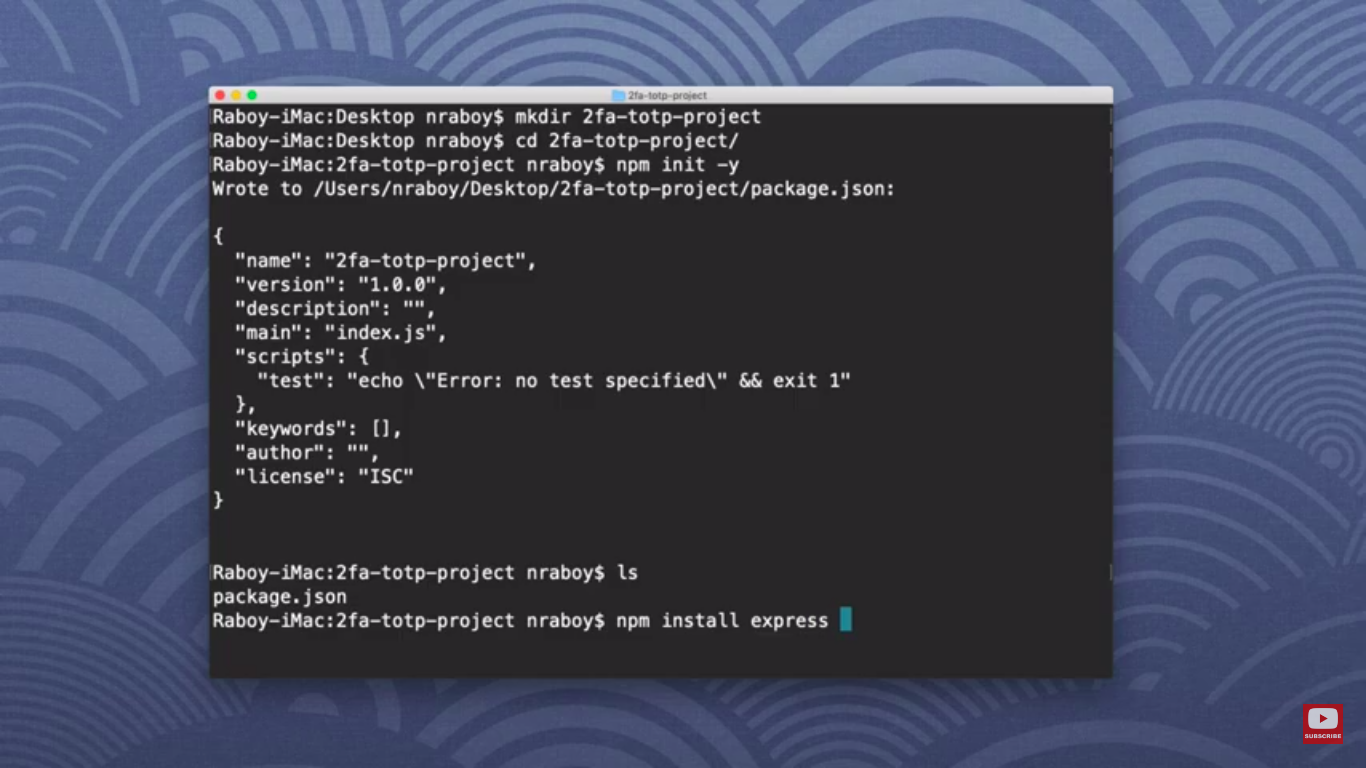 2fa-totp-project
Raboy-iMac:Desktop nraboy$ mkdir 2fa-totp-project
Raboy-iMac:Desktop nraboy$ cd 2fa-totp-project/
Raboy-iMac:2fa-totp-project nraboy$ npm init -y
Wrote to /Users/nraboy/Desktop/2fa-totp-project/package.json:
{
"name": "2fa-totp-project",
"version": "1.0.0",
"description": "",
"main": "index.js",
"scripts": {
"test": "echo \"Error: no test specified\" && exit 1"
},
"keywords": [],
"author": "",
"license": "ISC"
}
Raboy-iMac:2fa-totp-project nraboy$ ls
package.json
Raboy-iMac:2fa-totp-project nraboy$ npm install express
SUBSCRIBE